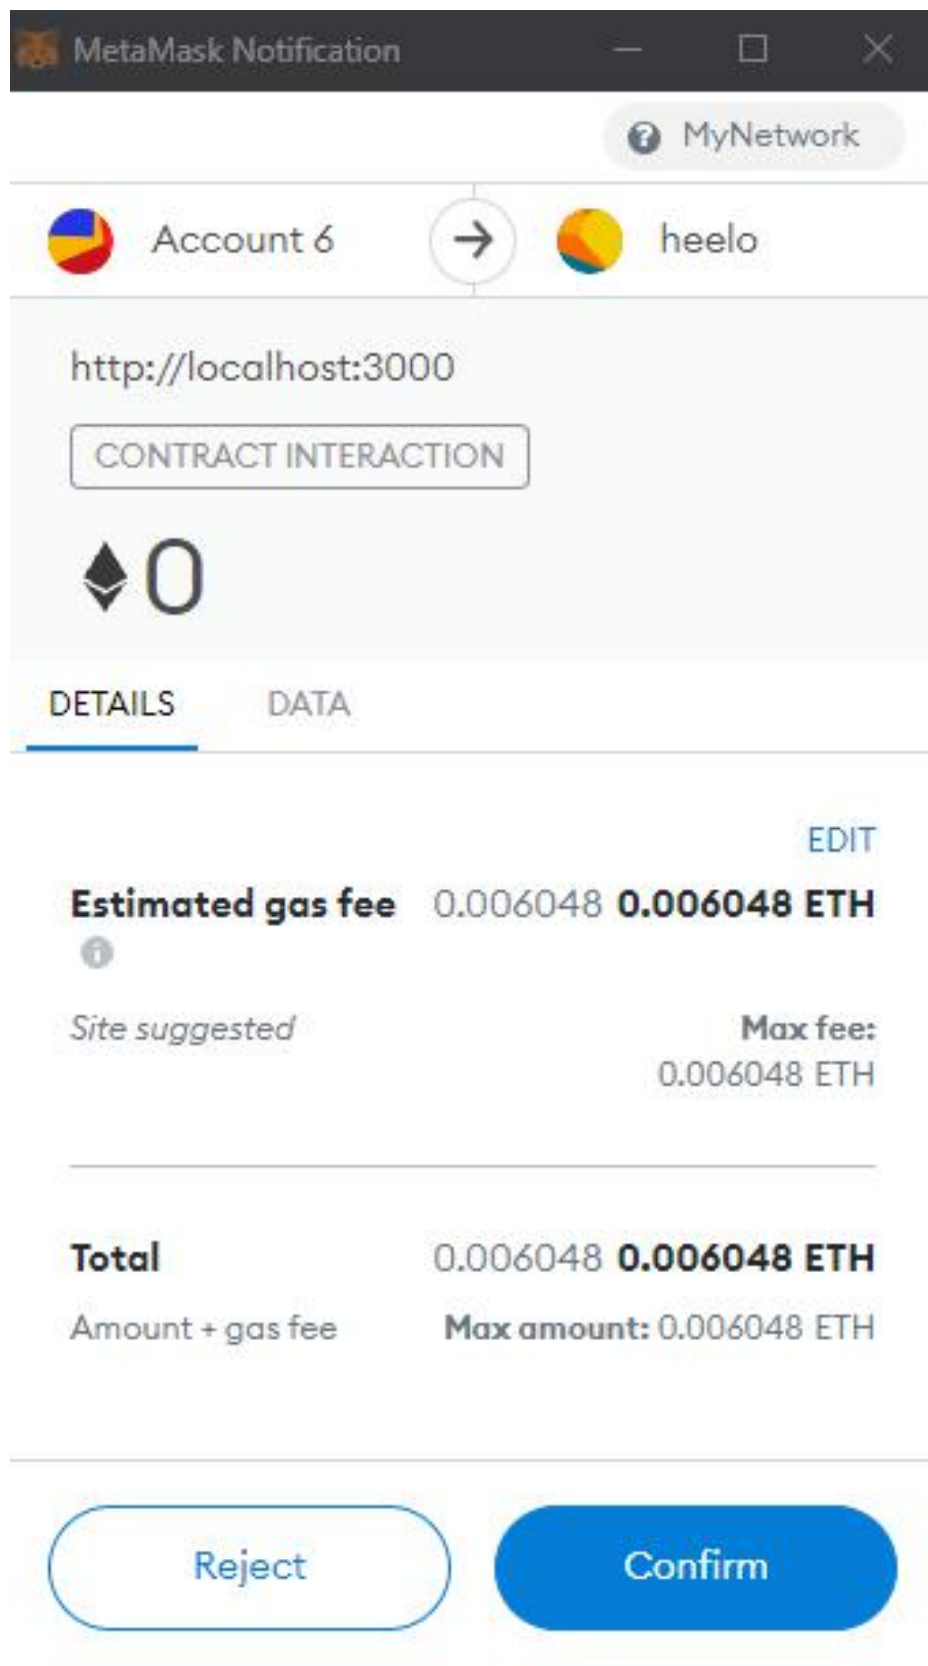 MetaMask Notification
MyNetwork
Account 6
heelo
http://localhost:3000
CONTRACT INTERACTION
0
DETAILS DATA
EDIT
Estimated gas fee 0.006048 0.006048 ETH
Site suggested Max fee:
0.006048 ETH
Total 0.006048 0.006048 ETH
Amount + gas fee Max amount: 0.006048 ETH
Reject Confirm